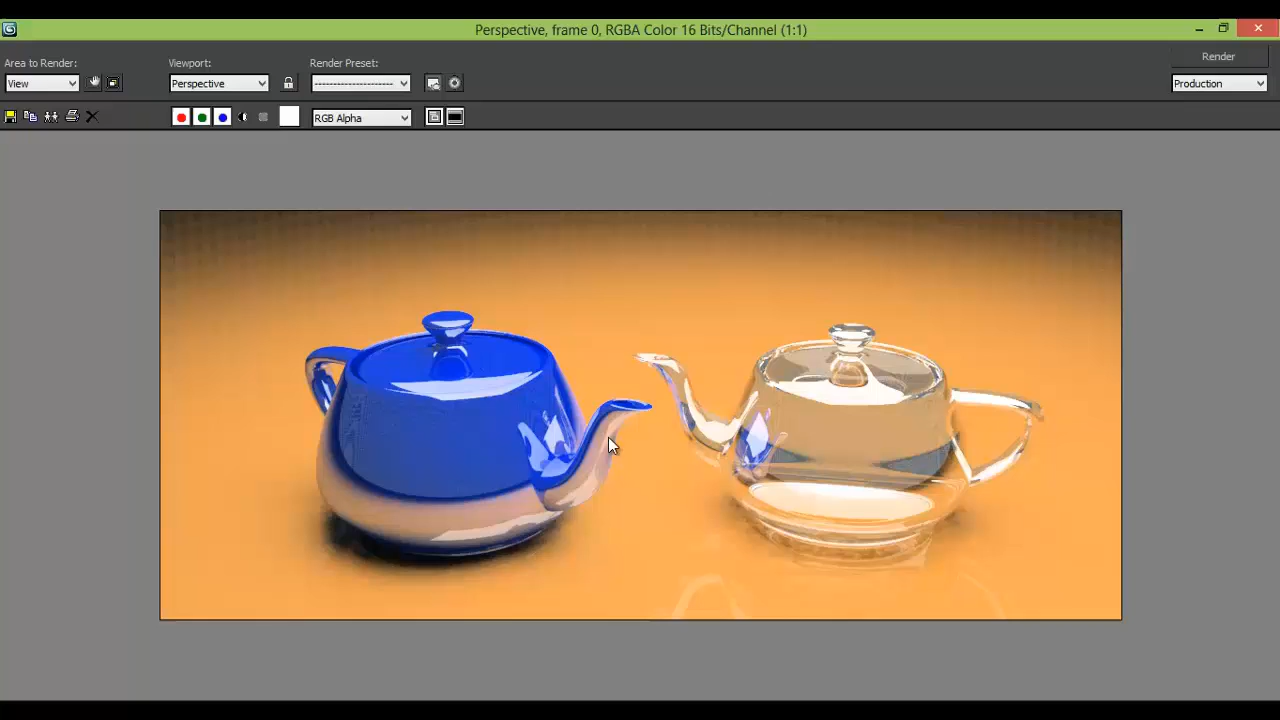 Perspective, frame 0, RGBA Color 16 Bits/Channel (1:1)
Area to Render:
Viewport:
Render Preset:
Render
View
Perspective
Production
RGB Alpha